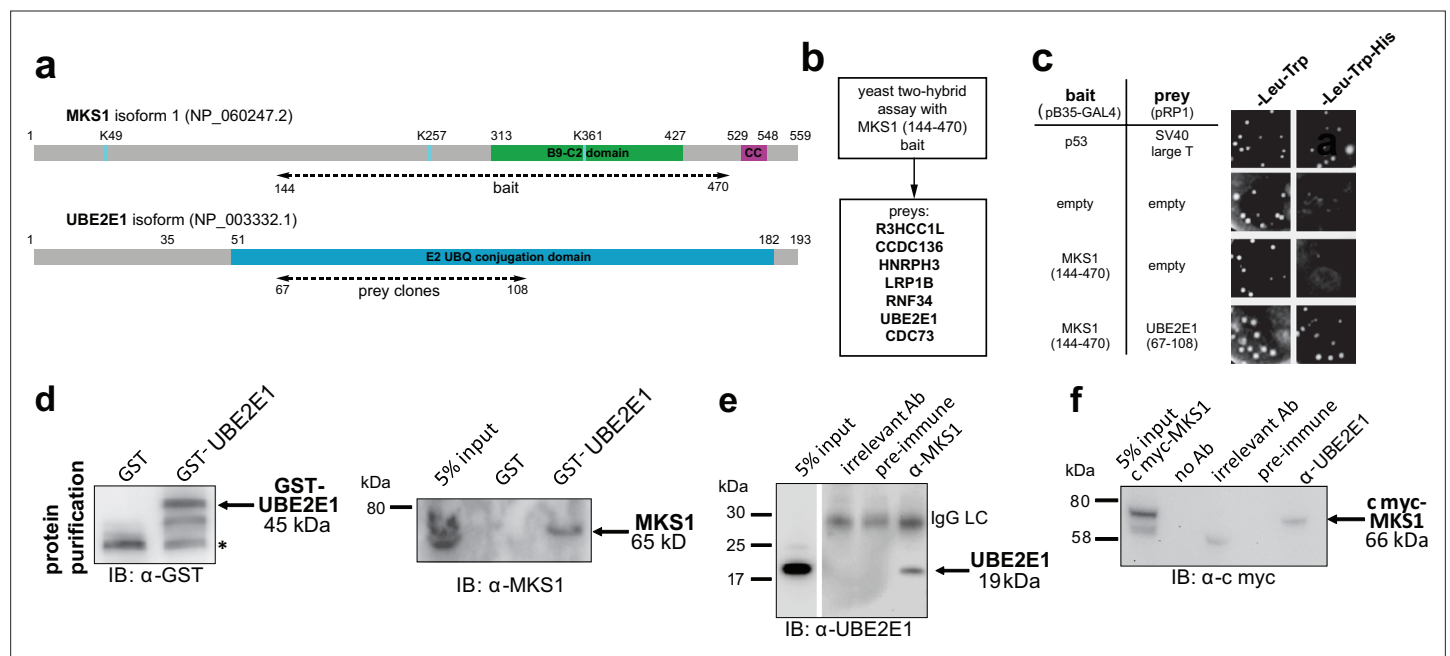 a
MKS1 isoform 1 (NP_060247.2)
1 K49 K257 313 K361 427 529 548 559
B9-C2 domain CC
144 bait 470
UBE2E1 isoform (NP_003332.1)
1 35 51 182 193
E2 UBQ conjugation domain
67 prey clones 108
b
yeast two-hybrid
assay with
MKS1 (144-470)
bait
preys:
R3HCC1L
CCDC136
HNRPH3
LRP1B
RNF34
UBE2E1
CDC73
c
-Leu-Trp
-Leu-Trp-His
bait prey
(pB35-GAL4) (pRP1)
p53 SV40
large T
a
empty empty
MKS1 empty
(144-470)
MKS1 UBE2E1
(144-470) (67-108)
d
protein
purification
GST
GST- UBE2E1
GST-
UBE2E1
45 kDa
*
IB: α-GST
5% input
GST
GST- UBE2E1
kDa
80
MKS1
65 kD
IB: α-MKS1
e
5% input
irrelevant Ab
pre-immune
α-MKS1
kDa
30
25
17
IgG LC
UBE2E1
19kDa
IB: α-UBE2E1
f
5% input
c myc-MKS1
no Ab
irrelevant Ab
pre-immune
α-UBE2E1
kDa
80
58
c myc-
MKS1
66 kDa
IB: α-c myc